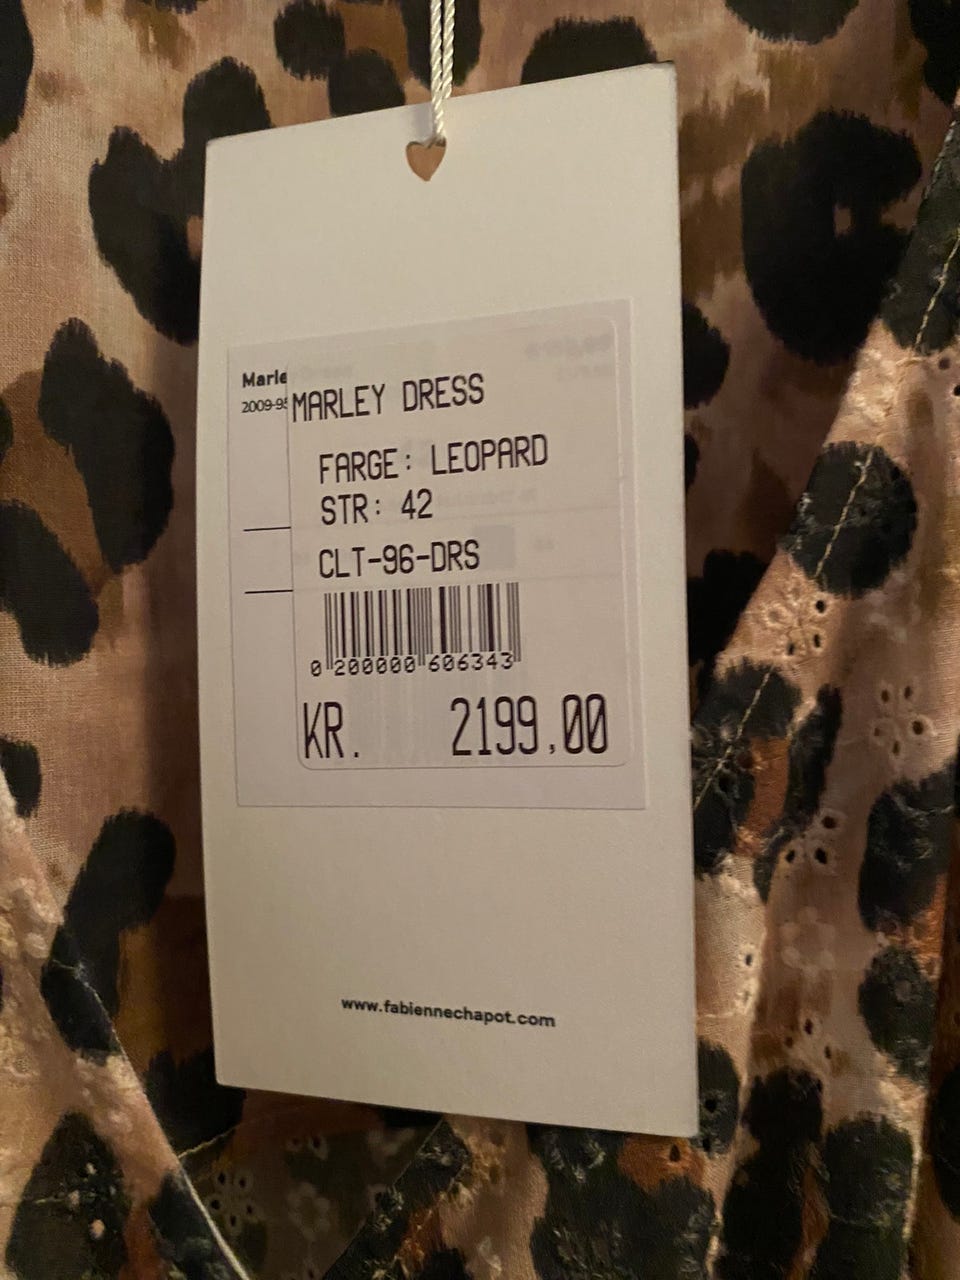 Marle
2009-95
MARLEY DRESS
FARGE: LEOPARD
STR: 42
CLT-96-DRS
0 200000 606343
KR. 2199,00
www.fabiennechapot.com